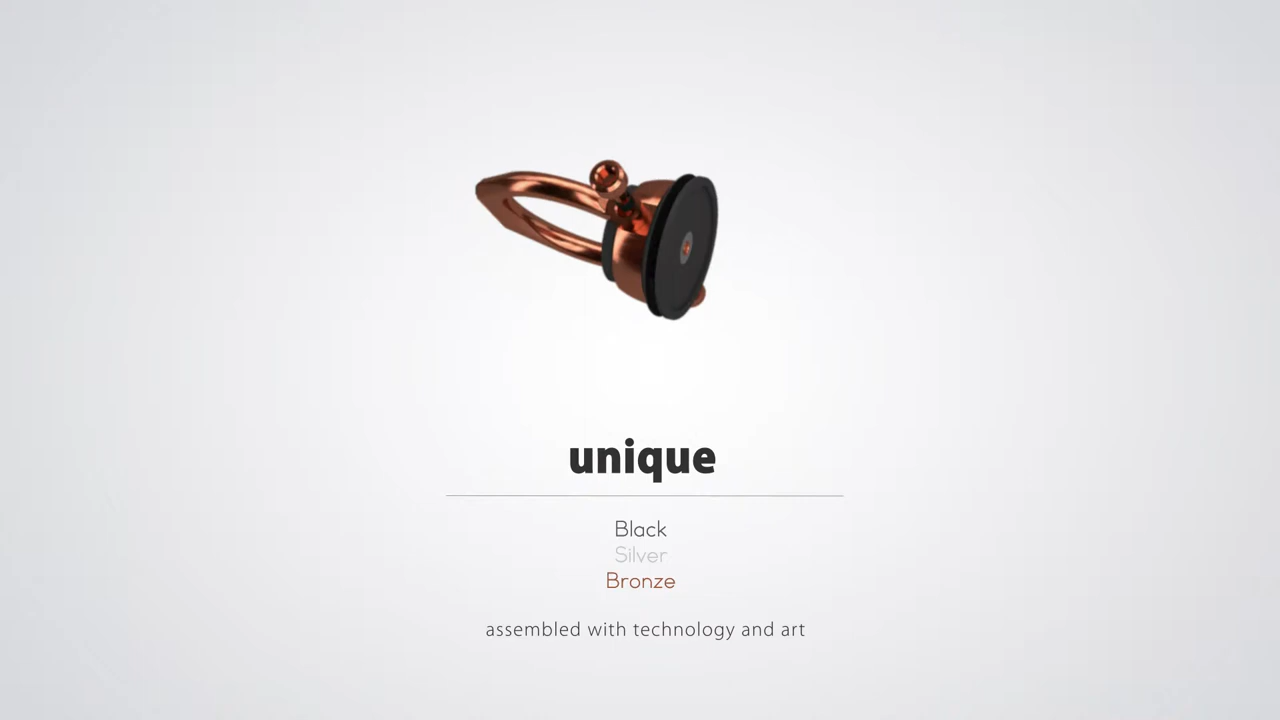 unique
Black
Silver
Bronze
assembled with technology and art